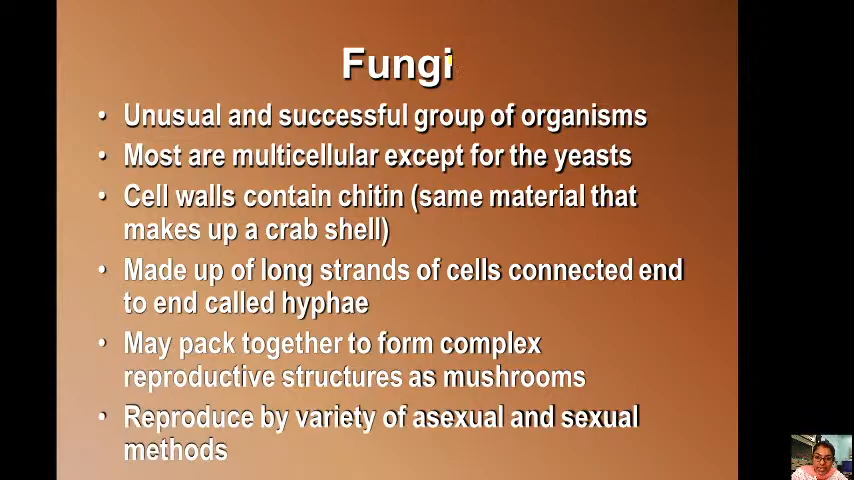 Fungi
• Unusual and successful group of organisms
• Most are multicellular except for the yeasts
• Cell walls contain chitin (same material that
makes up a crab shell)
• Made up of long strands of cells connected end
to end called hyphae
• May pack together to form complex
reproductive structures as mushrooms
• Reproduce by variety of asexual and sexual
methods